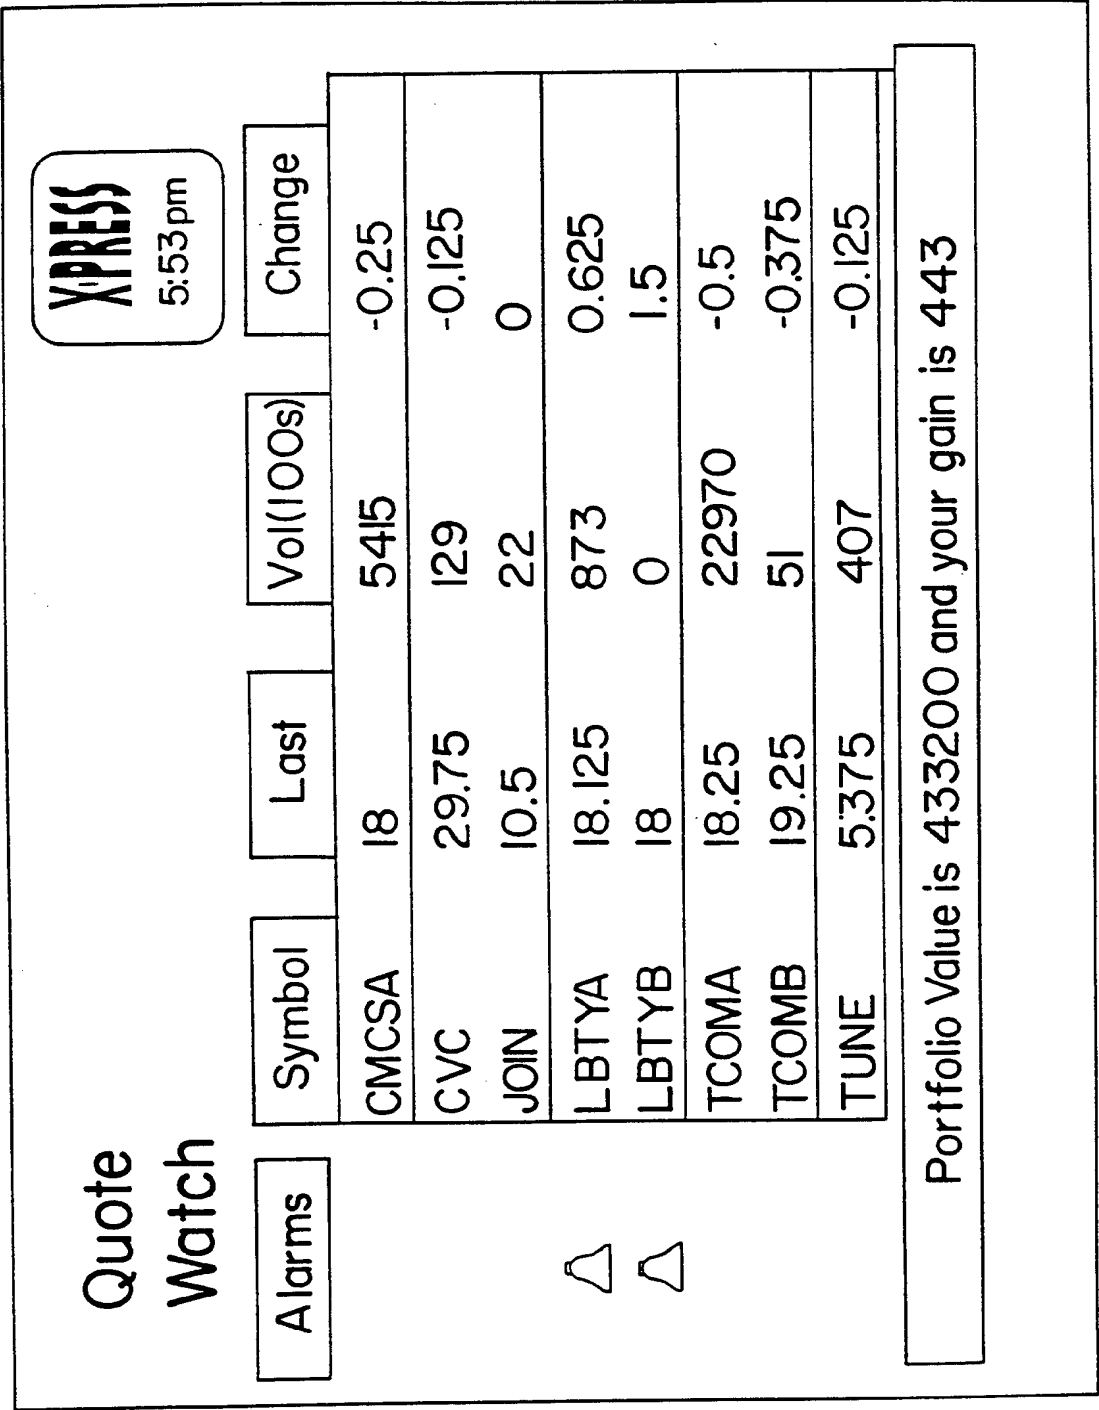 Quote
Watch
X·PRESS
5:53pm
Alarms Symbol Last Vol(100s) Change
CMCSA 18 5415 -0.25
CVC 29.75 129 -0.125
JOIN 10.5 22 0
LBTYA 18.125 873 0.625
LBTYB 18 0 1.5
TCOMA 18.25 22970 -0.5
TCOMB 19.25 51 -0.375
TUNE 5.375 407 -0.125
Portfolio Value is 433200 and your gain is 443